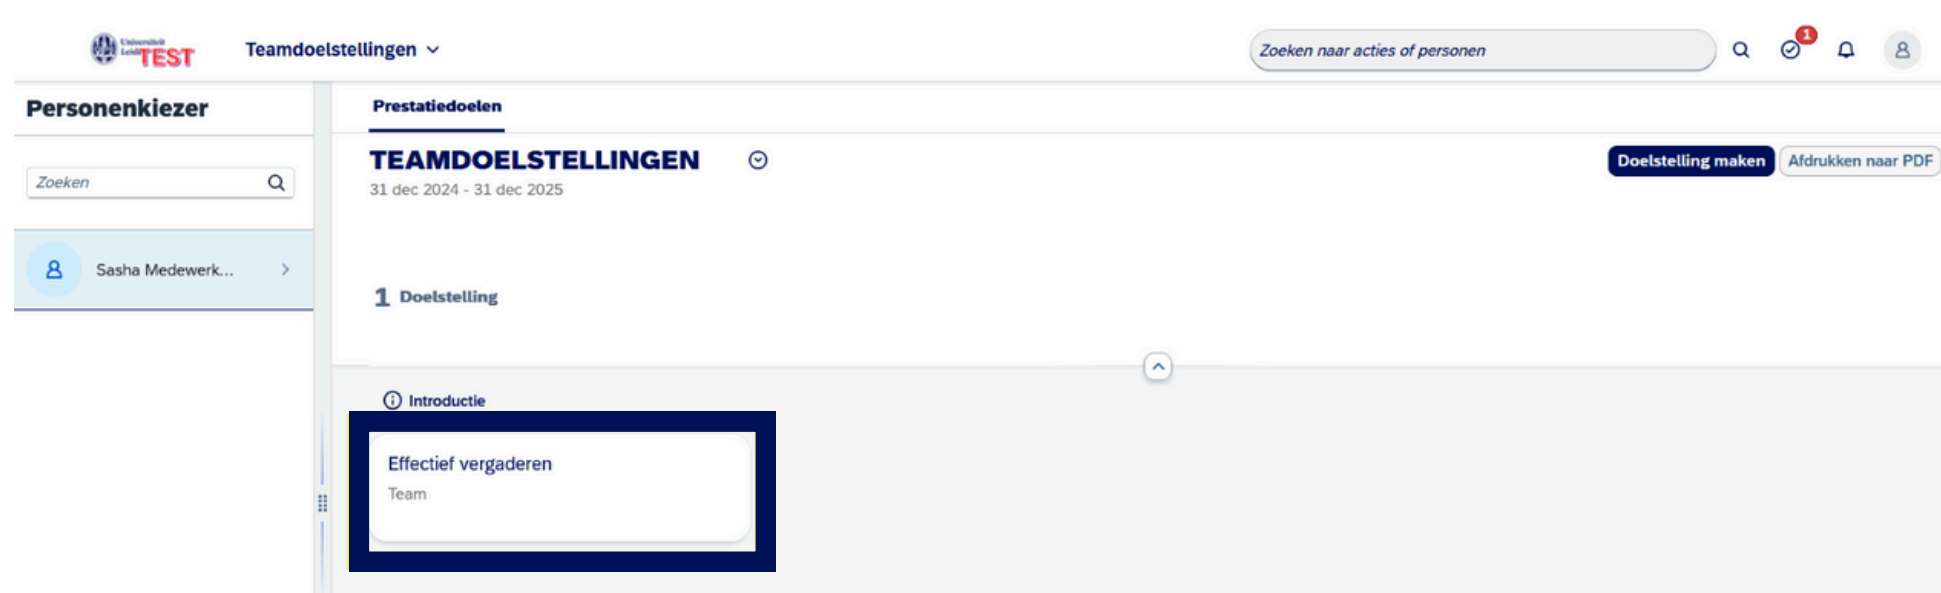 Universiteit
TEST
Teamdoelstellingen
Zoeken naar acties of personen
1
Personenkiezer
Zoeken
Sasha Medewerk...
Prestatiedoelen
TEAMDOELSTELLINGEN
31 dec 2024 - 31 dec 2025
Doelstelling maken
Afdrukken naar PDF
1 Doelstelling
Introductie
Effectief vergaderen
Team